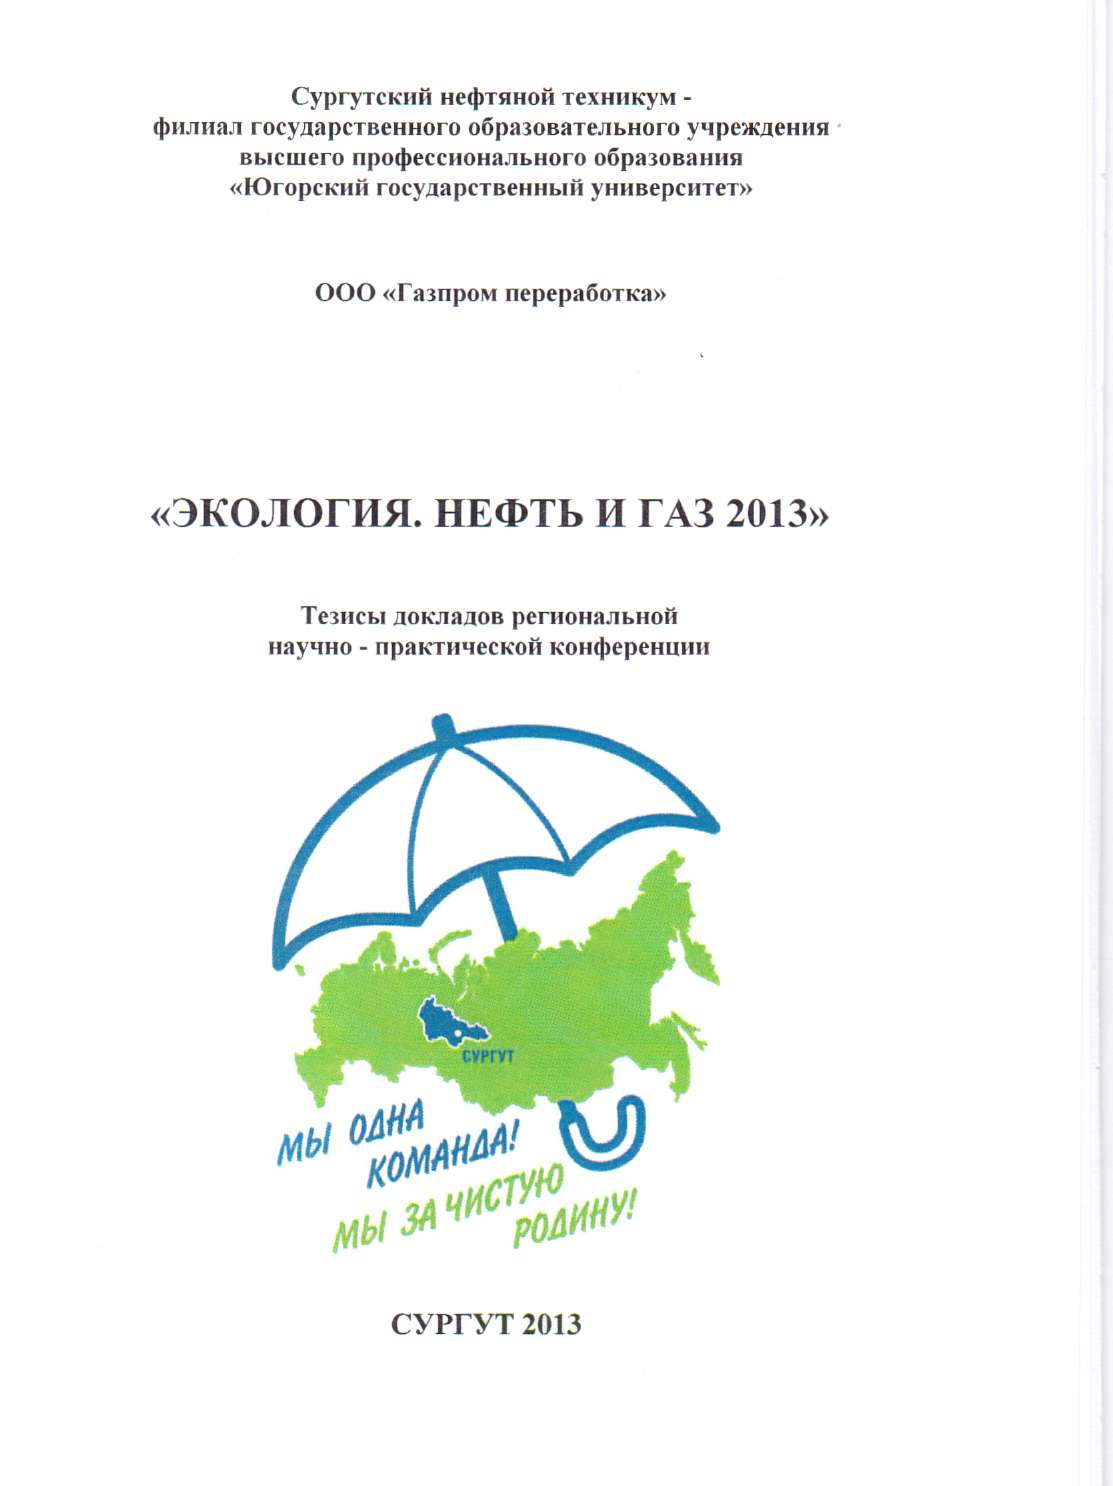 Сургутский нефтяной техникум -
филиал государственного образовательного учреждения
высшего профессионального образования
«Югорский государственный университет»
ООО «Газпром переработка»
«ЭКОЛОГИЯ. НЕФТЬ И ГАЗ 2013»
Тезисы докладов региональной
научно - практической конференции
СУРГУТ
МЫ ОДНА
КОМАНДА!
МЫ ЗА ЧИСТУЮ
РОДИНУ!
СУРГУТ 2013